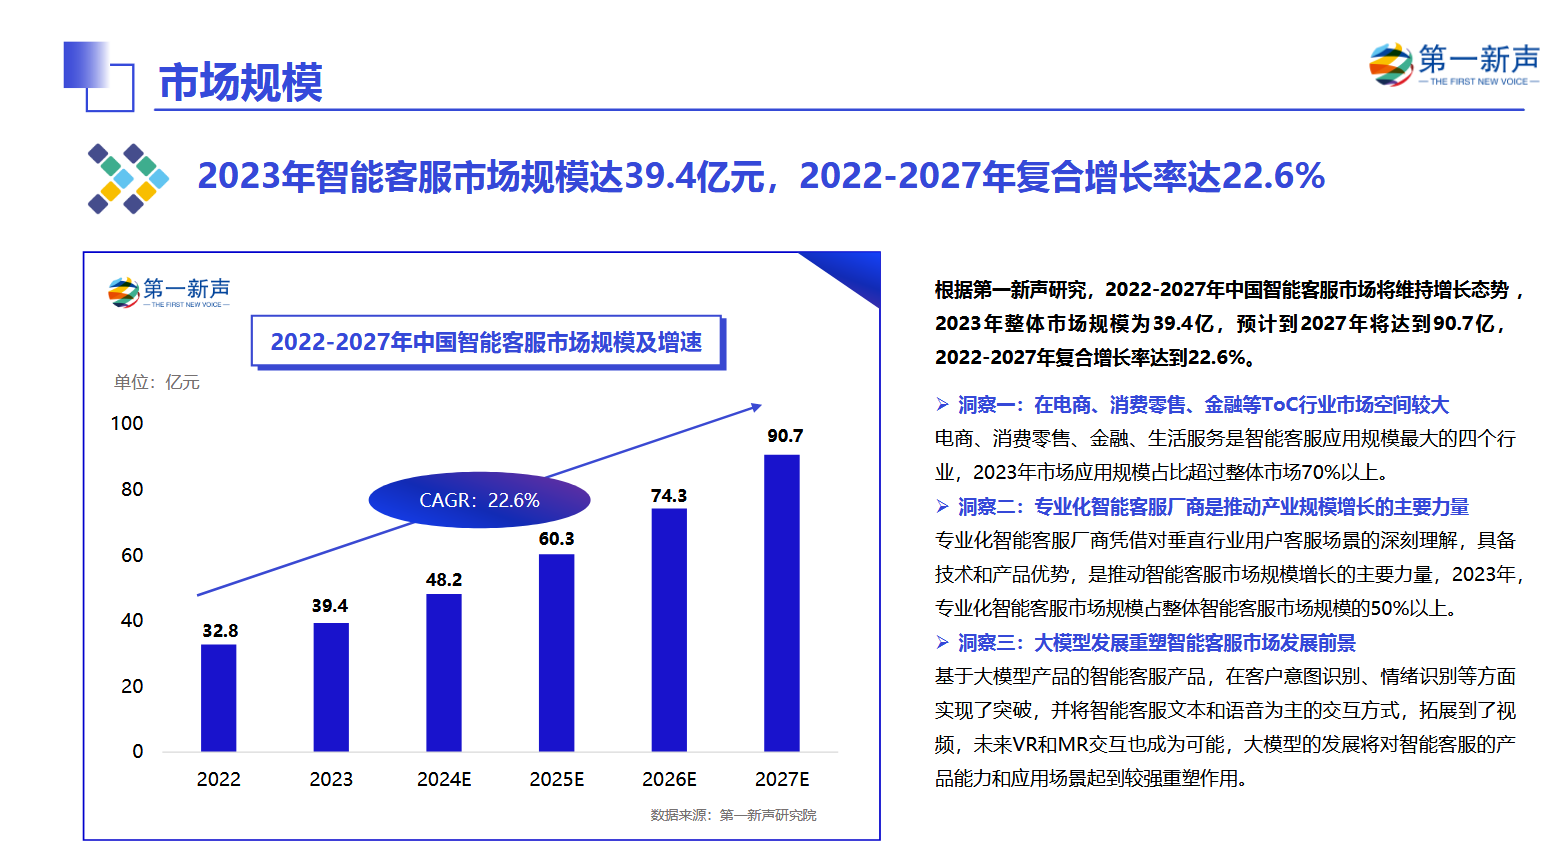 市场规模
第一新声
THE FIRST NEW VOICE
2023年智能客服市场规模达39.4亿元，2022-2027年复合增长率达22.6%
第一新声
THE FIRST NEW VOICE
2022-2027年中国智能客服市场规模及增速
单位：亿元
100
80
60
40
20
0
CAGR：22.6%
32.8
39.4
48.2
60.3
74.3
90.7
2022
2023
2024E
2025E
2026E
2027E
数据来源：第一新声研究院
根据第一新声研究，2022-2027年中国智能客服市场将维持增长态势，
2023年整体市场规模为39.4亿，预计到2027年将达到90.7亿，
2022-2027年复合增长率达到22.6%。
洞察一：在电商、消费零售、金融等ToC行业市场空间较大
电商、消费零售、金融、生活服务是智能客服应用规模最大的四个行
业，2023年市场应用规模占比超过整体市场70%以上。
洞察二：专业化智能客服厂商是推动产业规模增长的主要力量
专业化智能客服厂商凭借对垂直行业用户客服场景的深刻理解，具备
技术和产品优势，是推动智能客服市场规模增长的主要力量，2023年，
专业化智能客服市场规模占整体智能客服市场规模的50%以上。
洞察三：大模型发展重塑智能客服市场发展前景
基于大模型产品的智能客服产品，在客户意图识别、情绪识别等方面
实现了突破，并将智能客服文本和语音为主的交互方式，拓展到了视
频，未来VR和MR交互也成为可能，大模型的发展将对智能客服的产
品能力和应用场景起到较强重塑作用。